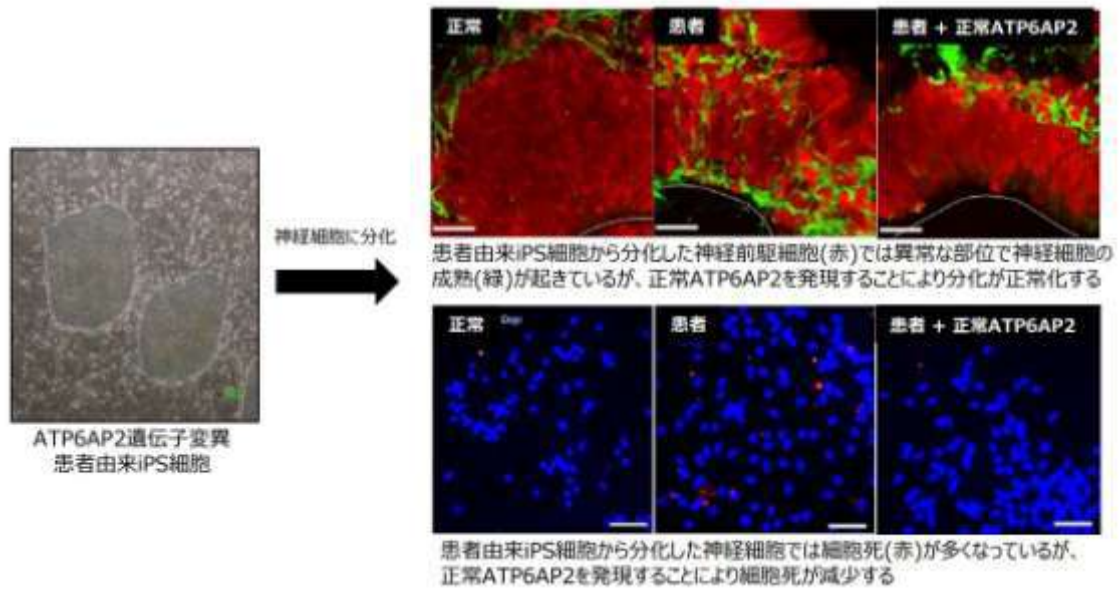 正常
患者
患者 + 正常ATP6AP2
神経細胞に分化
患者由来iPS細胞から分化した神経前駆細胞(赤)では異常な部位で神経細胞の
成熟(緑)が起きているが、正常ATP6AP2を発現することにより分化が正常化する
正常
患者
患者 + 正常ATP6AP2
ATP6AP2遺伝子変異
患者由来iPS細胞
患者由来iPS細胞から分化した神経細胞では細胞死(赤)が多くなっているが、
正常ATP6AP2を発現することにより細胞死が減少する